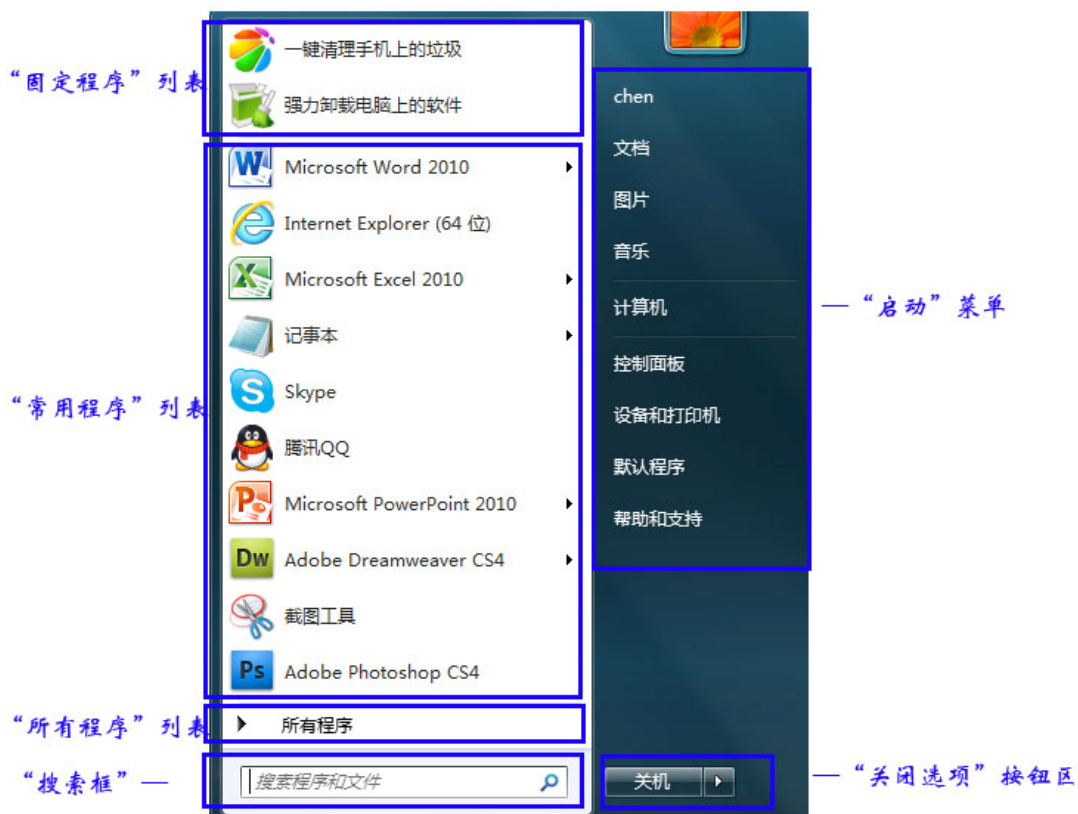 一键清理手机上的垃圾
“固定程序”列表
强力卸载电脑上的软件
Microsoft Word 2010
Internet Explorer (64 位)
Microsoft Excel 2010
记事本
“常用程序”列表
Skype
腾讯QQ
Microsoft PowerPoint 2010
Dw
Adobe Dreamweaver CS4
截图工具
Ps
Adobe Photoshop CS4
“所有程序”列表
所有程序
“搜索框”—
搜索程序和文件
chen
文档
图片
音乐
计算机
—“启动”菜单
控制面板
设备和打印机
默认程序
帮助和支持
关机
—“关闭选项”按钮区